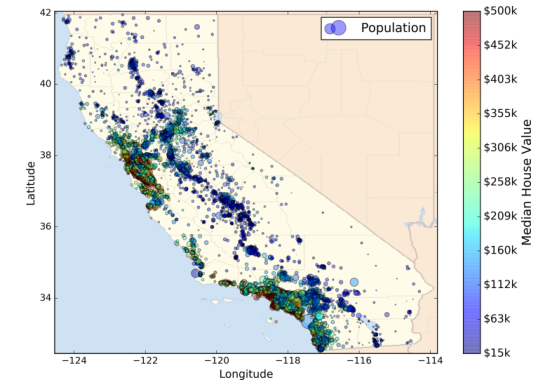 Population
Latitude
42
40
38
36
34
−124
−122
−120
−118
−116
−114
Longitude
$500k
$452k
$403k
$355k
$306k
$258k
$209k
$160k
$112k
$63k
$15k
Median House Value